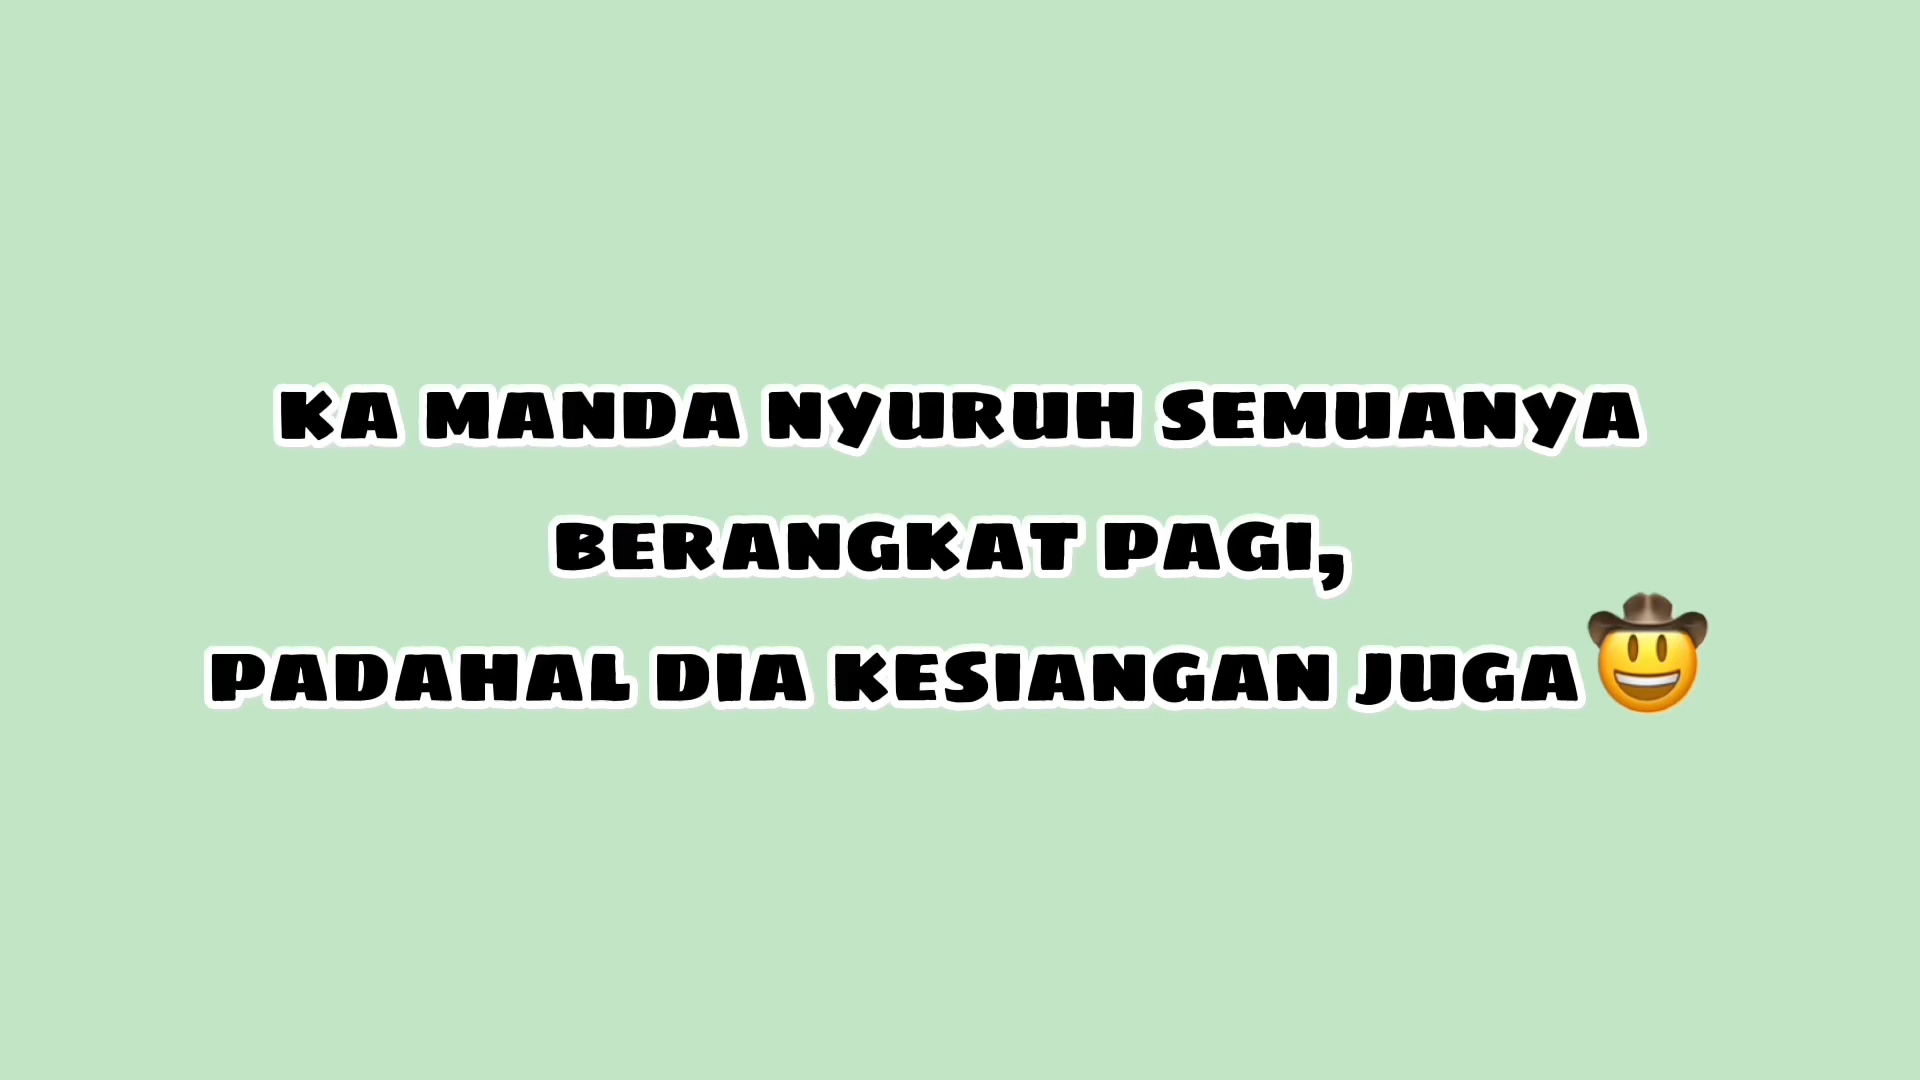 KA MANDA NYURUH SEMUANYA
BERANGKAT PAGI,
PADAHAL DIA KESIANGAN JUGA🤠